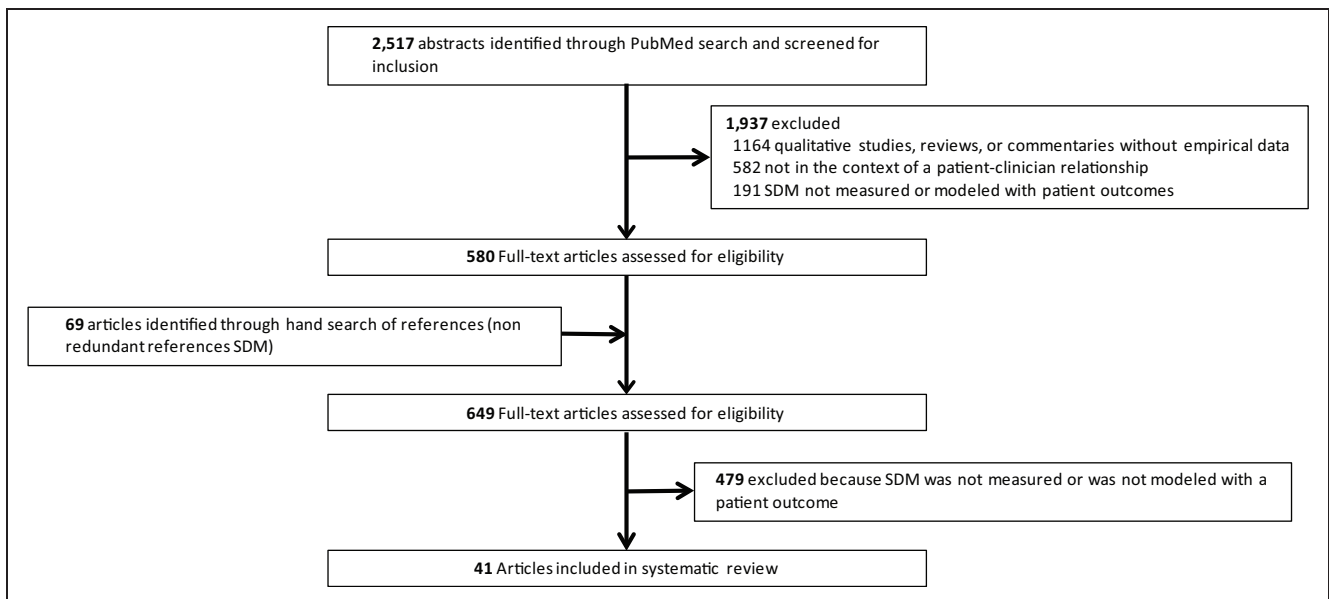 2,517 abstracts identified through PubMed search and screened for
inclusion
1,937 excluded
1164 qualitative studies, reviews, or commentaries without empirical data
582 not in the context of a patient-clinician relationship
191 SDM not measured or modeled with patient outcomes
580 Full-text articles assessed for eligibility
69 articles identified through hand search of references (non
redundant references SDM)
649 Full-text articles assessed for eligibility
479 excluded because SDM was not measured or was not modeled with a
patient outcome
41 Articles included in systematic review